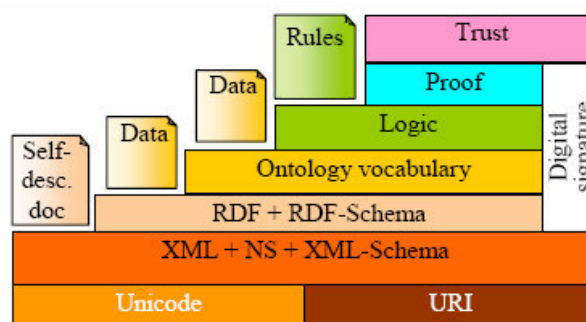 Rules
Trust
Data
Proof
Data
Logic
Self-
desc.
doc
Ontology vocabulary
Digital
signature
RDF + RDF-Schema
XML + NS + XML-Schema
Unicode
URI